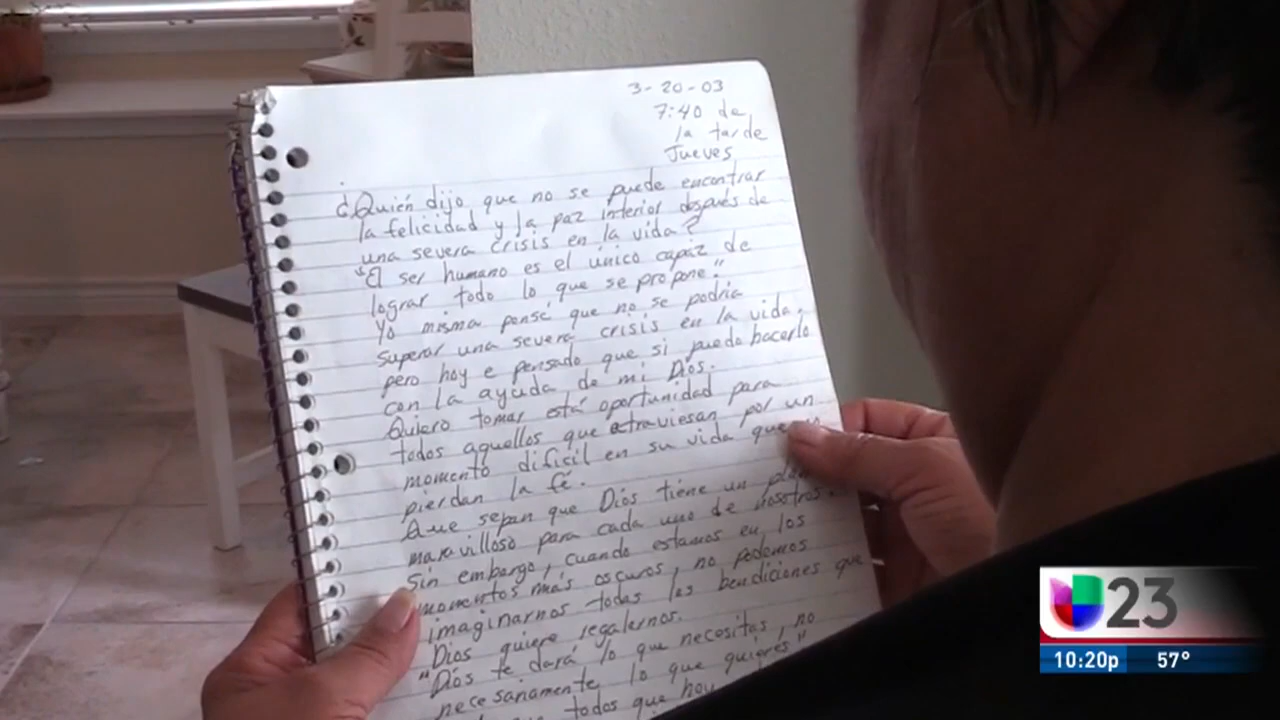 3-20-03
7:40 de
la tarde
Jueves
¿Quién dijo que no se puede encontrar
la felicidad y la paz interior después de
una severa crisis en la vida?
"El ser humano es el único capaz de
lograr todo lo que se propone."
Yo misma pensé que no se podría
superar una severa crisis en la vida,
pero hoy e pensado que si puedo hacerlo
con la ayuda de mi Dios.
Quiero tomar está oportunidad para
todos aquellos que atraviesan por un
momento dificil en su vida que
pierdan la fé.
Que sepan que Dios tiene un
maravilloso para cada uno de nosotros.
Sin embargo, cuando estamos en los
momentos más oscuros, no podemos
imaginarnos todas las bendiciones que
Dios quiere regalernos.
"Dios te dará lo que necesitas, no
necesariamente lo que quieres"
todos que hoy
23
10:20p 57°